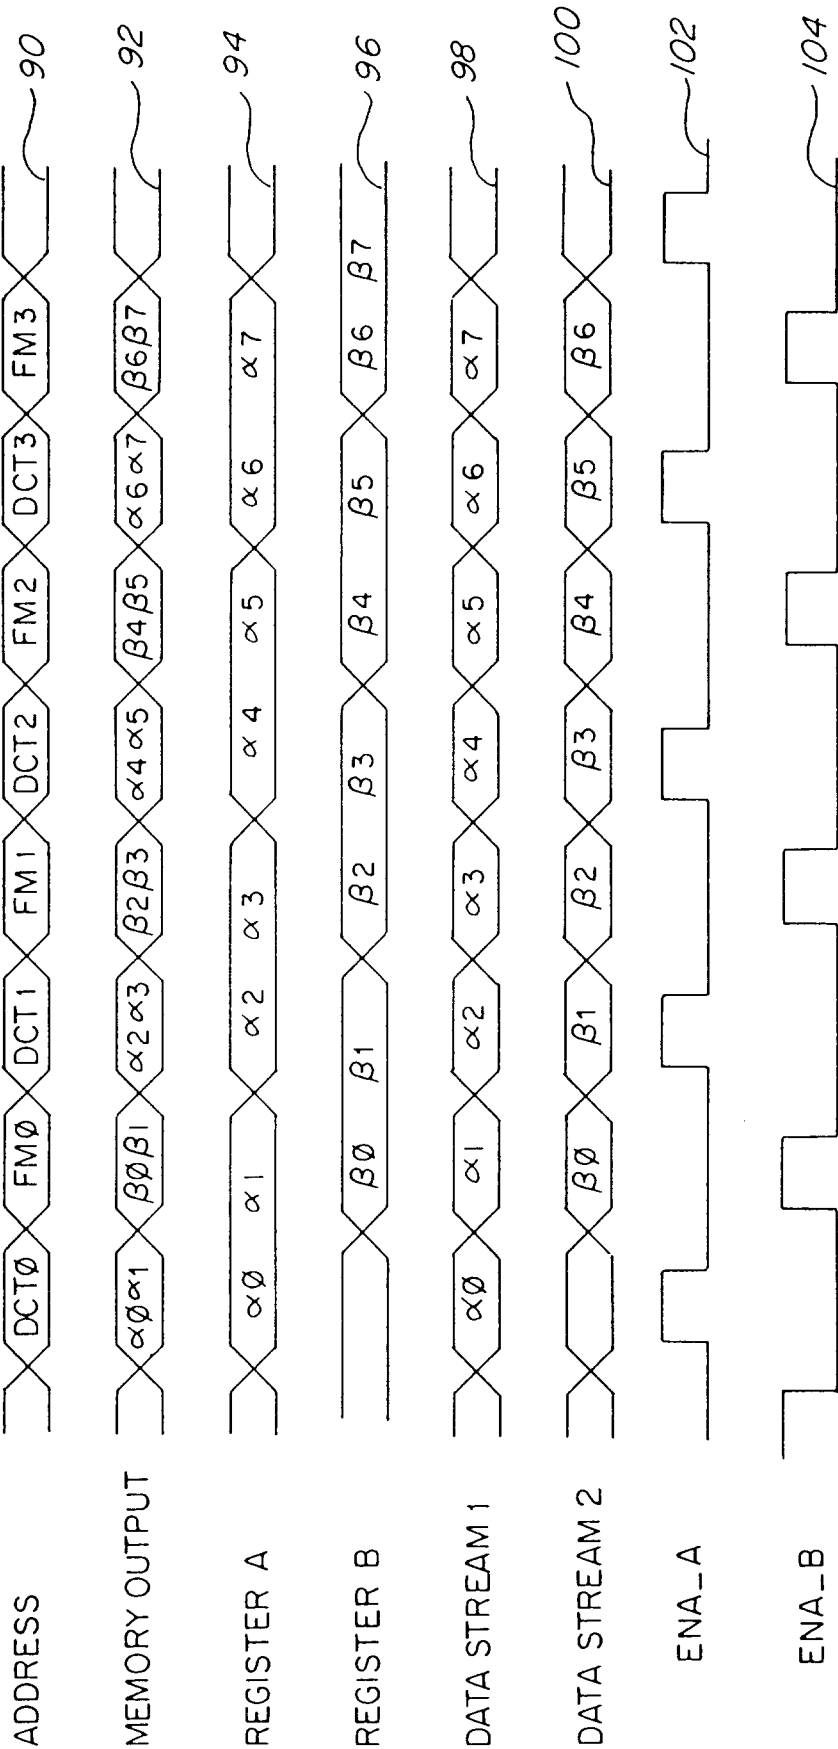 ADDRESS DCTØ FMØ DCT1 FM1 DCT2 FM2 DCT3 FM3 90
MEMORY OUTPUT αØα1 βØβ1 α2α3 β2β3 α4α5 β4β5 α6α7 β6β7 92
REGISTER A αØ α1 α2 α3 α4 α5 α6 α7 94
REGISTER B βØ β1 β2 β3 β4 β5 β6 β7 96
DATA STREAM 1 αØ α1 α2 α3 α4 α5 α6 α7 98
DATA STREAM 2 βØ β1 β2 β3 β4 β5 β6 100
ENA_A 102
ENA_B 104